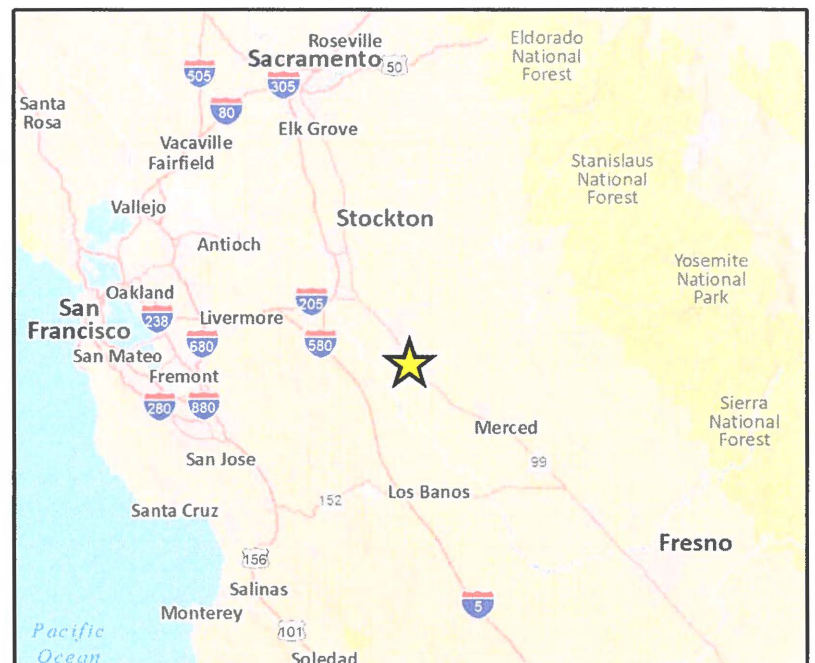 Roseville
Sacramento
50
Eldorado
National
Forest
505
305
Santa
Rosa
80
Elk Grove
Vacaville
Fairfield
Stanislaus
National
Forest
Vallejo
Stockton
Antioch
Yosemite
National
Park
Oakland
205
San
Francisco
238
Livermore
680
580
San Mateo
Fremont
280
880
Sierra
National
Forest
Merced
San Jose
99
Los Banos
152
Santa Cruz
Fresno
156
Salinas
5
Monterey
101
Pacific
Ocean
Soledad